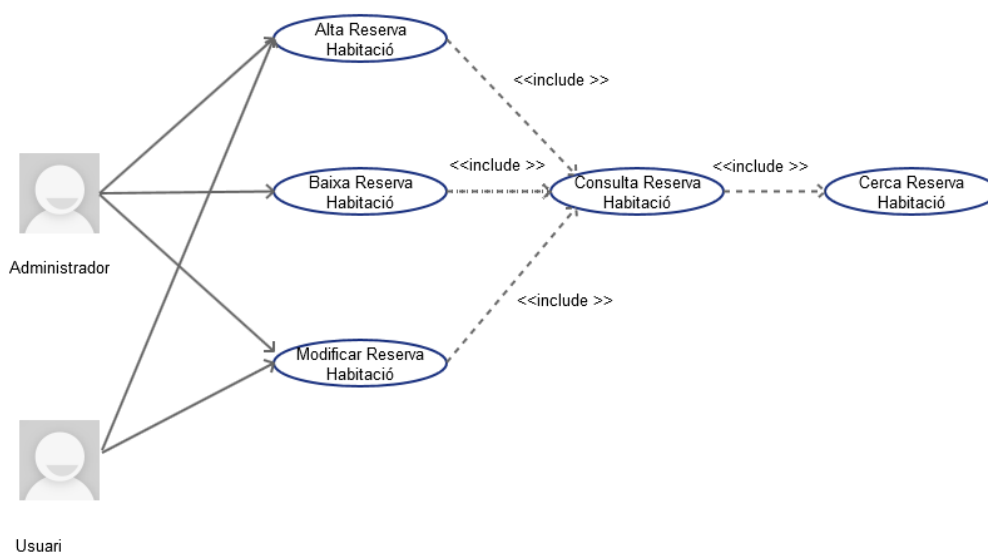 Alta Reserva
Habitació
<<include >>
<<include >>
<<include >>
Baixa Reserva
Habitació
Consulta Reserva
Habitació
Cerca Reserva
Habitació
Administrador
<<include >>
Modificar Reserva
Habitació
Usuari